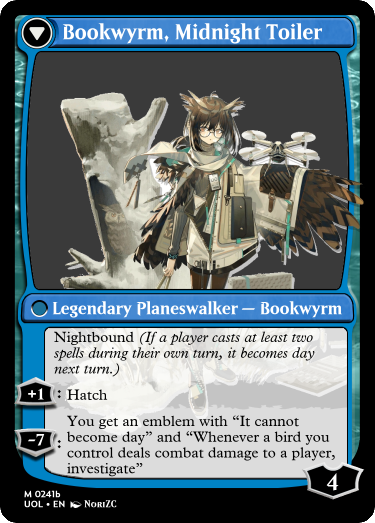 Bookwyrm, Midnight Toiler
Legendary Planeswalker — Bookwyrm
Nightbound (If a player casts at least two
spells during their own turn, it becomes day
next turn.)
+1 : Hatch
You get an emblem with “It cannot
become day” and “Whenever a bird you
-7 : control deals combat damage to a player,
investigate”
4
M 0241b
UOL • EN NoriZC